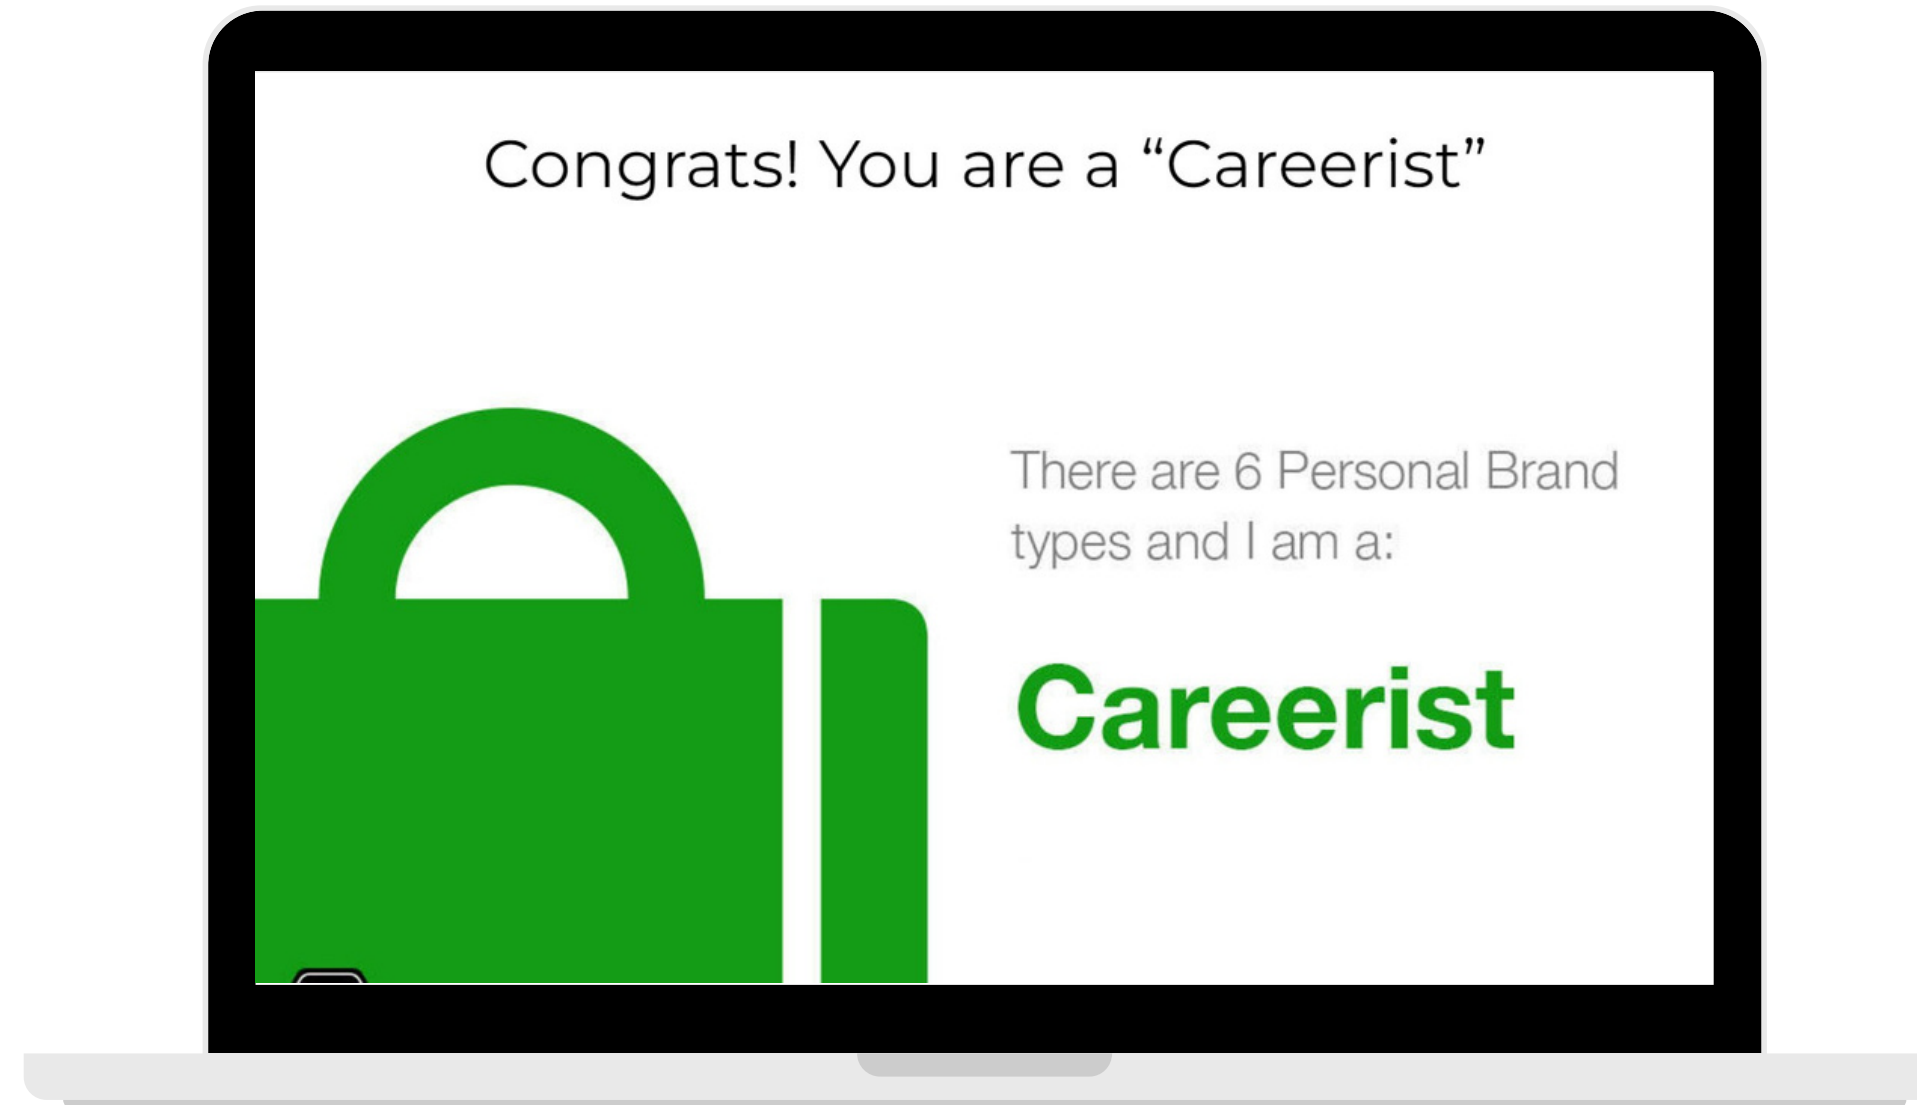 Congrats! You are a “Careerist”
There are 6 Personal Brand
types and I am a:
Careerist